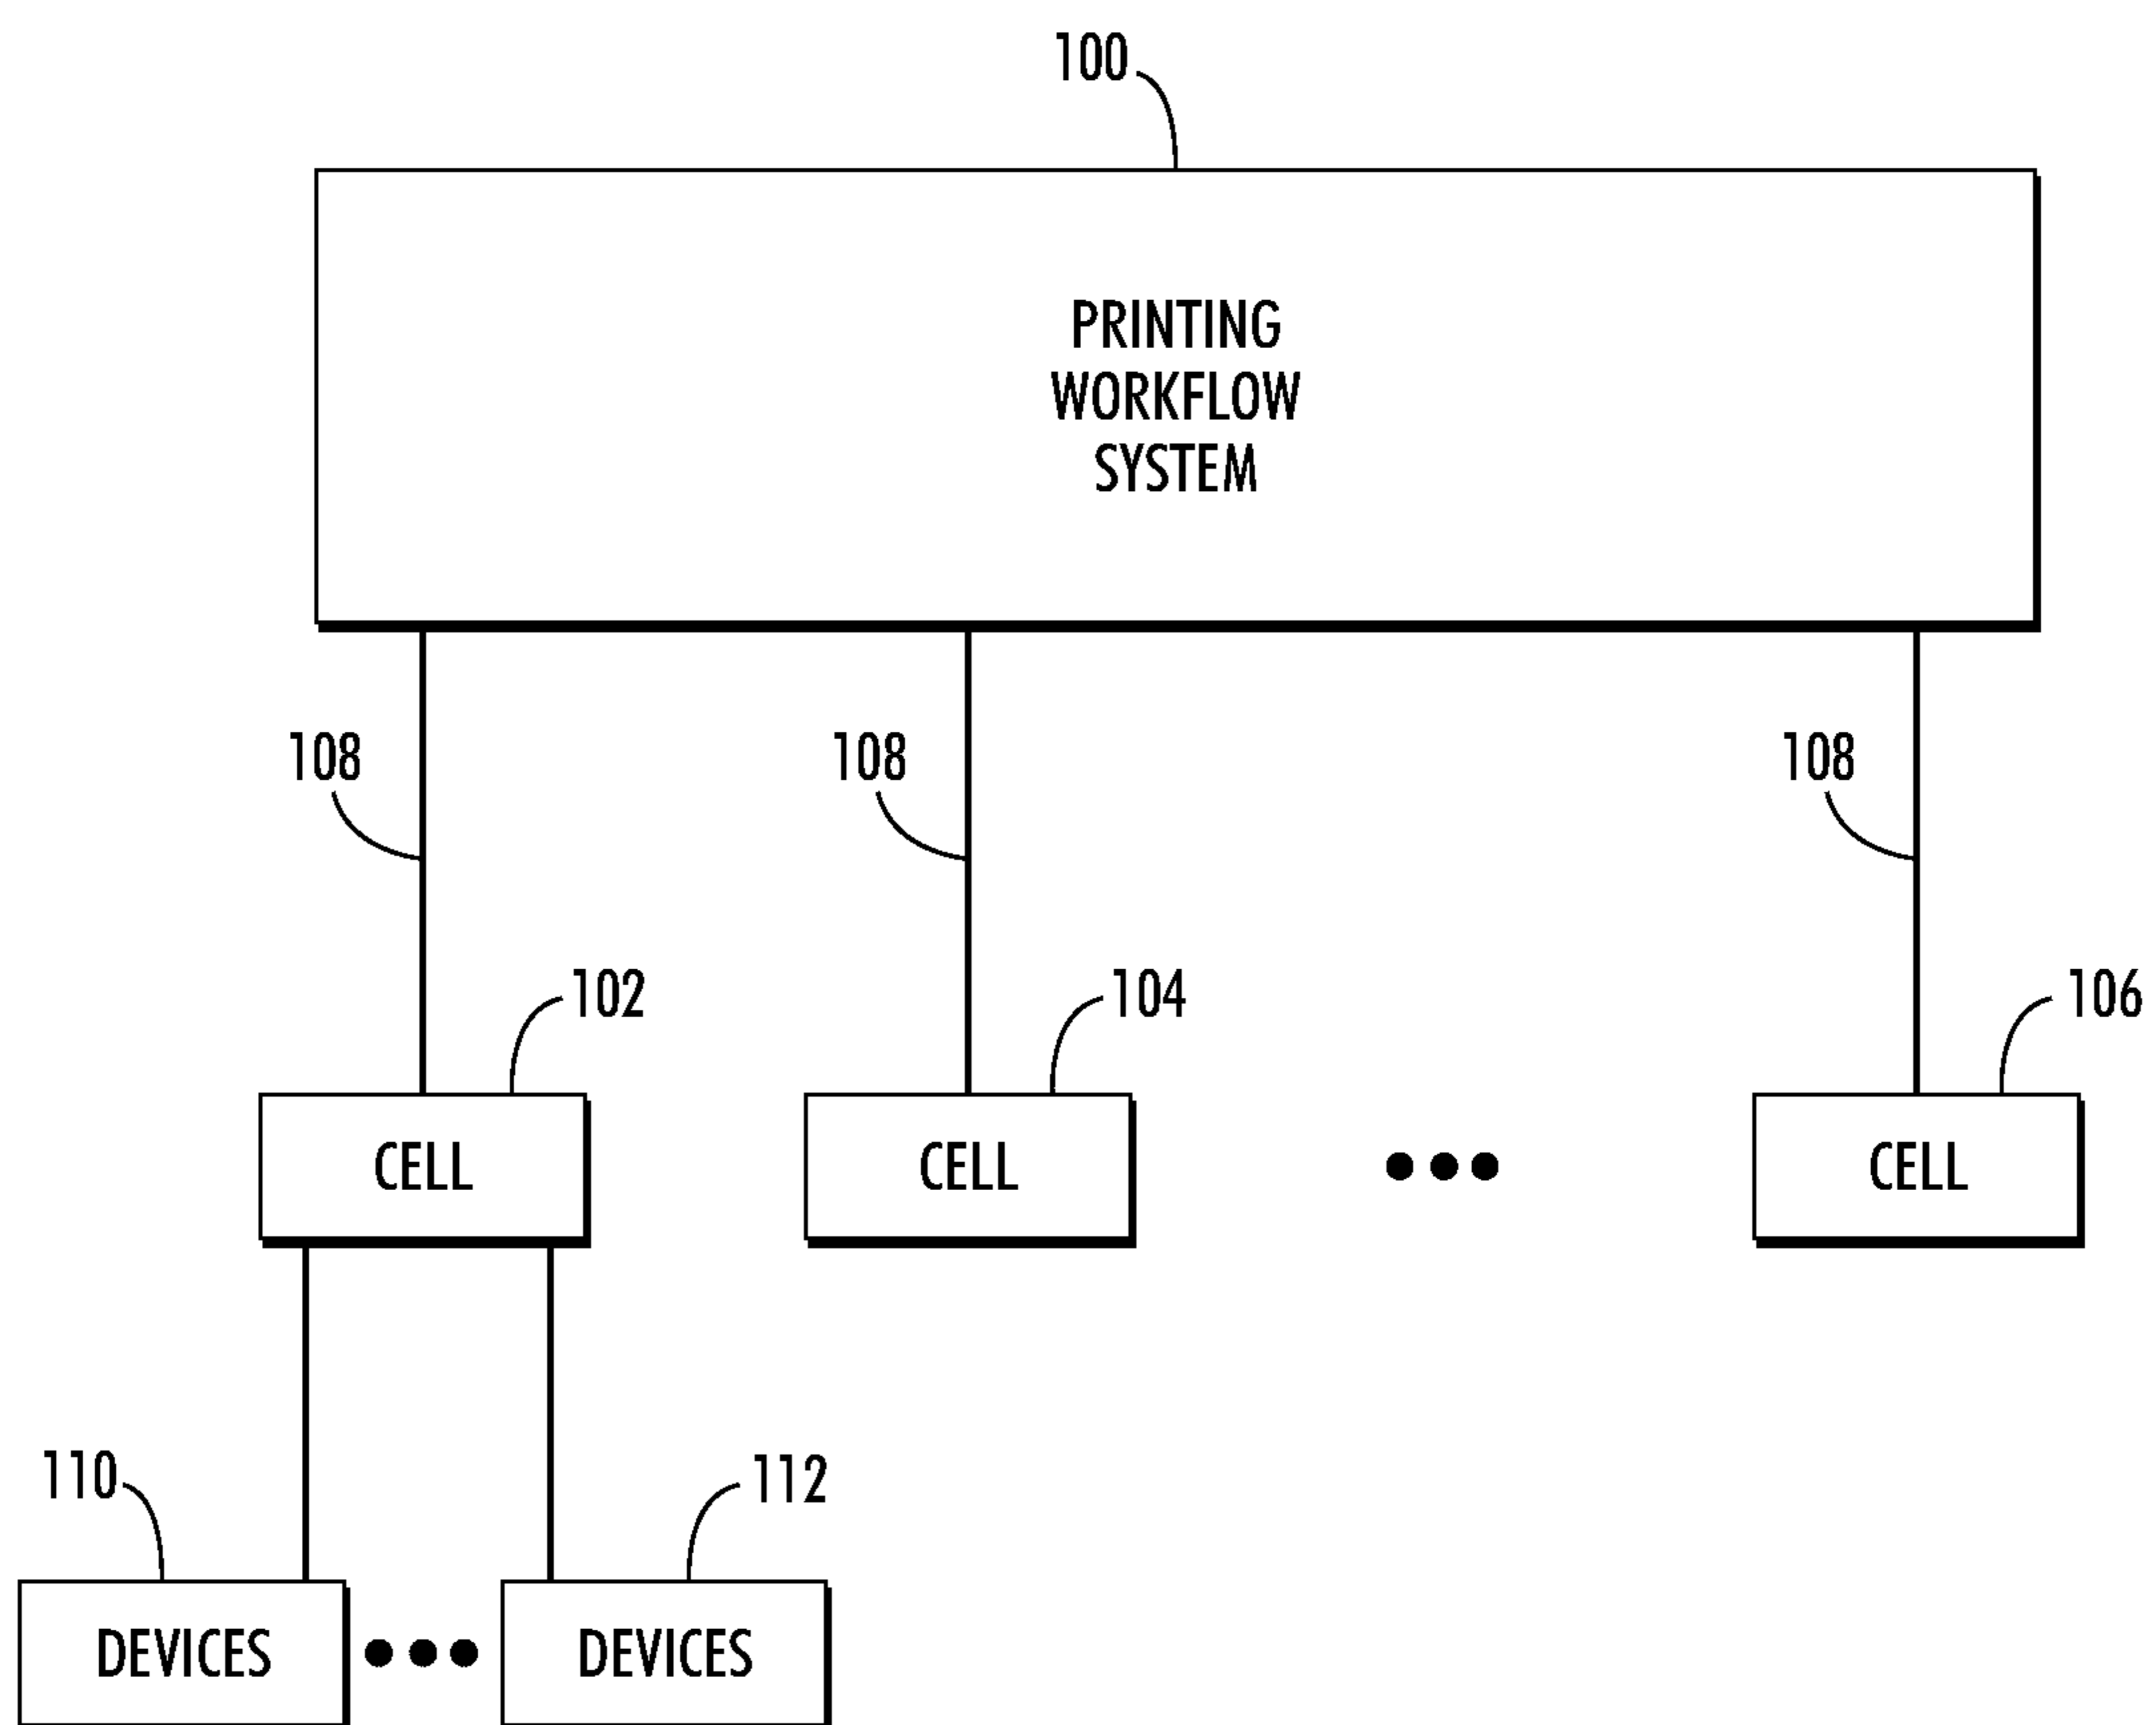 100
PRINTING
WORKFLOW
SYSTEM
108
108
108
102
104
106
CELL
CELL
CELL
110
112
DEVICES
DEVICES